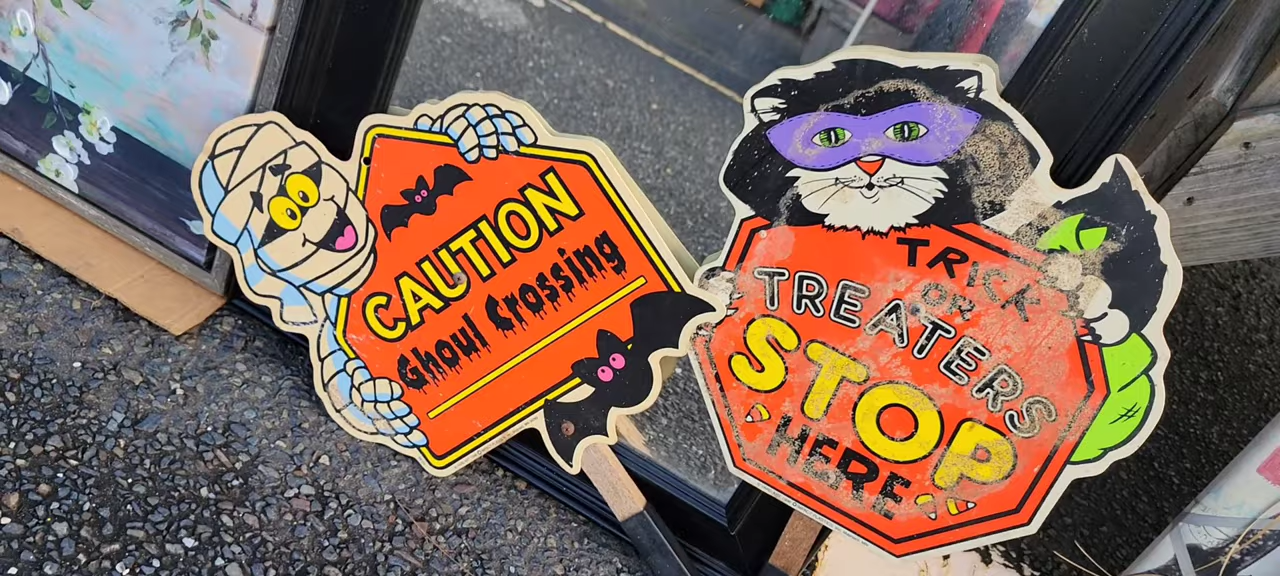 CAUTION
Ghoul Crossing
TRICK
OR
TREATERS
STOP
HERE